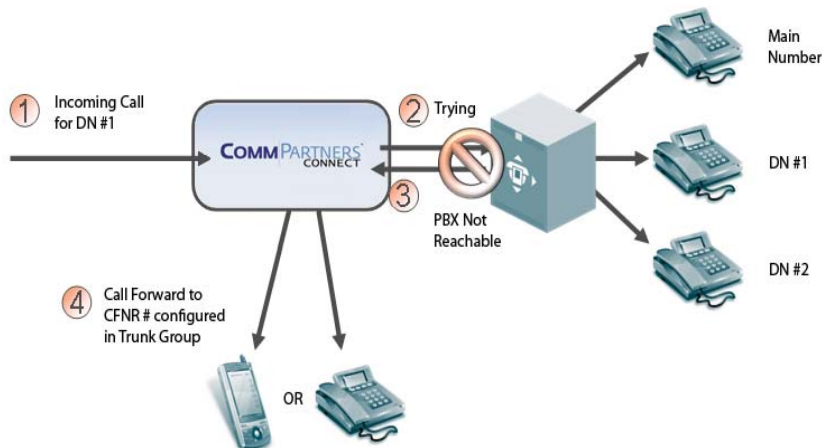 1
Incoming Call
for DN #1
COMMPARTNERS
CONNECT
2
Trying
3
PBX Not
Reachable
Main
Number
DN #1
DN #2
4
Call Forward to
CFNR # configured
in Trunk Group
OR